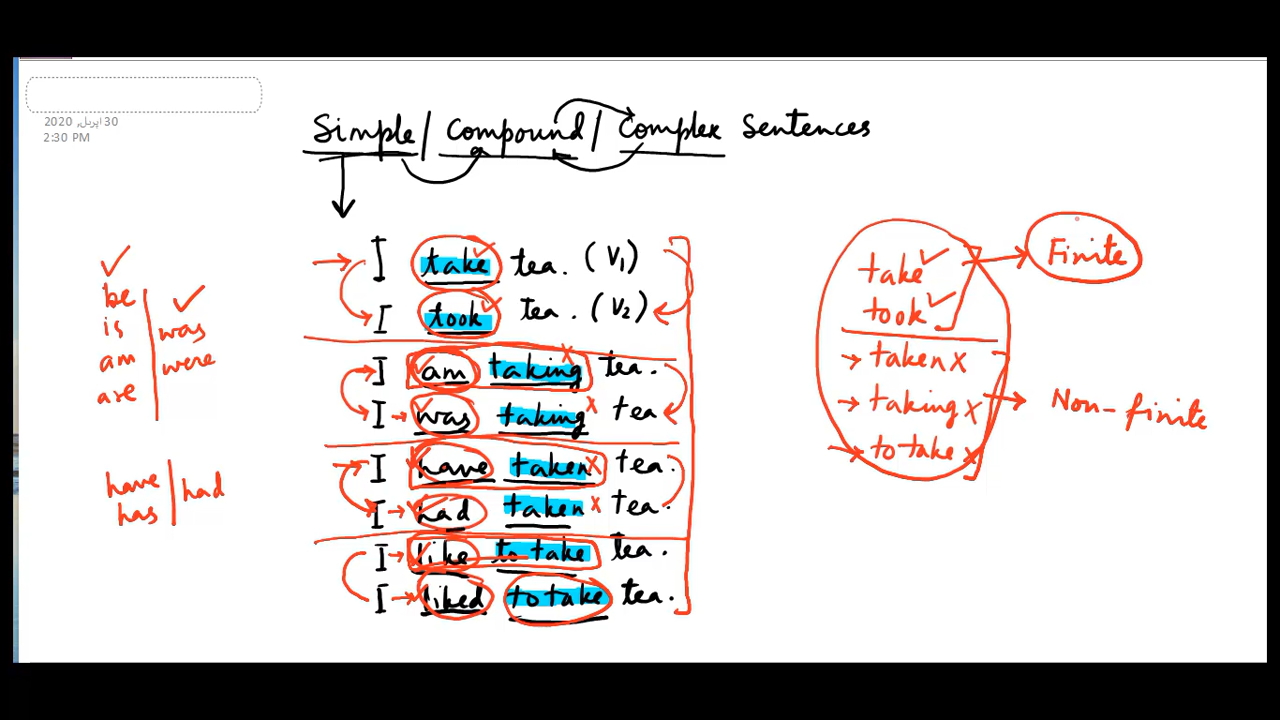 30 اپریل, 2020
2:30 PM
Simple / Compound / Complex Sentences
I take tea. (V1)
I took tea. (V2)
I am taking tea.
I was taking tea
I have taken tea.
I had taken tea.
I like to take tea.
I liked to take tea.
be
is
am
are
was
were
have
has
had
take
took
taken x
taking x
to take x
Finite
Non-finite